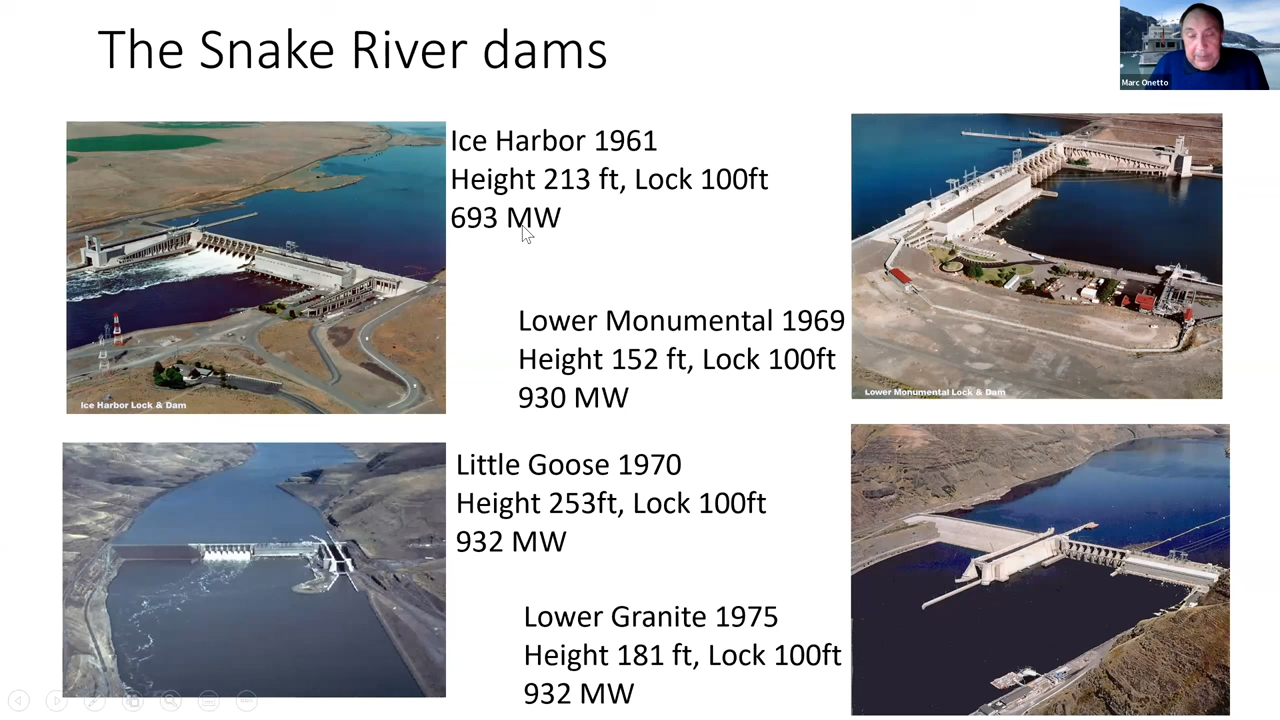 The Snake River dams
Marc Onetto
Ice Harbor 1961
Height 213 ft, Lock 100ft
693 MW
Ice Harbor Lock & Dam
Lower Monumental 1969
Height 152 ft, Lock 100ft
930 MW
Lower Monumental Lock & Dam
Little Goose 1970
Height 253ft, Lock 100ft
932 MW
Lower Granite 1975
Height 181 ft, Lock 100ft
932 MW